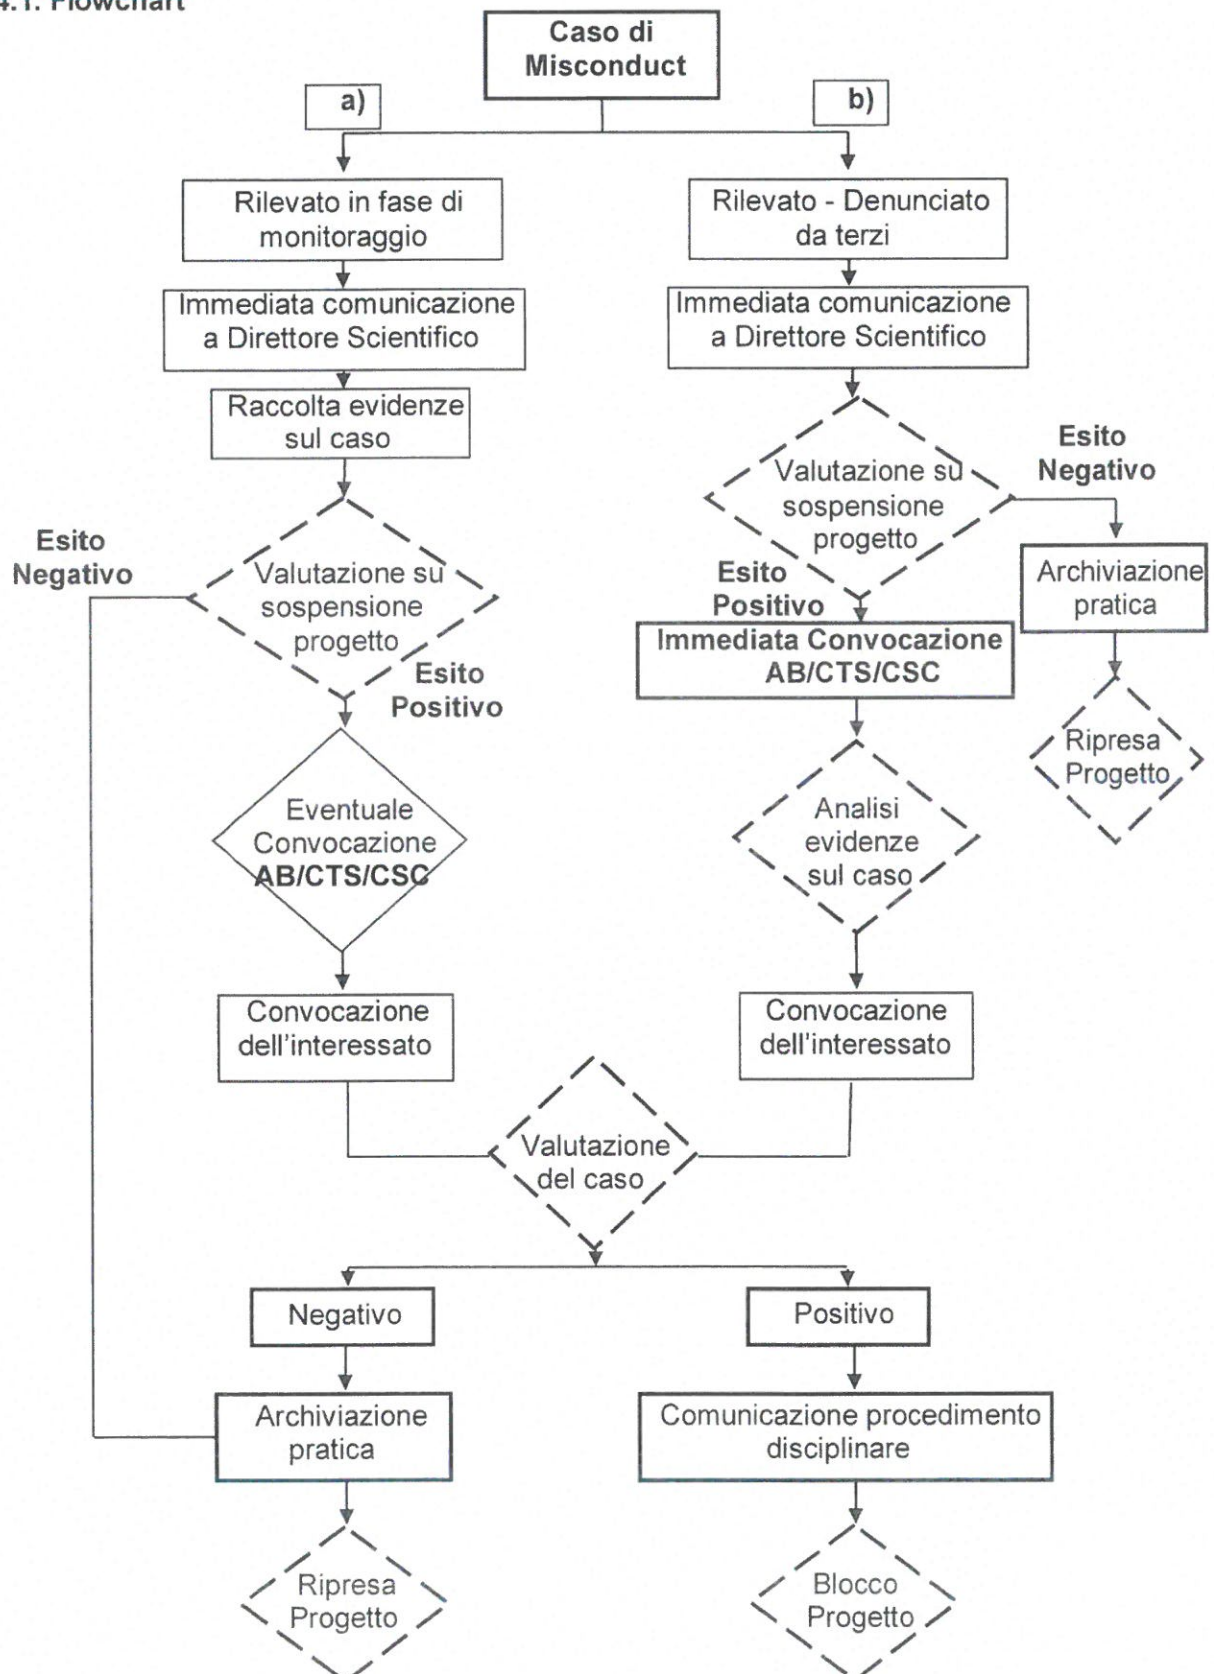 4.1. Flowchart
Caso di
Misconduct
a)
b)
Rilevato in fase di
monitoraggio
Rilevato - Denunciato
da terzi
Immediata comunicazione
a Direttore Scientifico
Immediata comunicazione
a Direttore Scientifico
Raccolta evidenze
sul caso
Valutazione su
sospensione
progetto
Esito
Negativo
Esito
Negativo
Valutazione su
sospensione
progetto
Esito
Positivo
Archiviazione
pratica
Esito
Positivo
Immediata Convocazione
AB/CTS/CSC
Ripresa
Progetto
Eventuale
Convocazione
AB/CTS/CSC
Analisi
evidenze
sul caso
Convocazione
dell'interessato
Convocazione
dell'interessato
Valutazione
del caso
Negativo
Positivo
Archiviazione
pratica
Comunicazione procedimento
disciplinare
Ripresa
Progetto
Blocco
Progetto